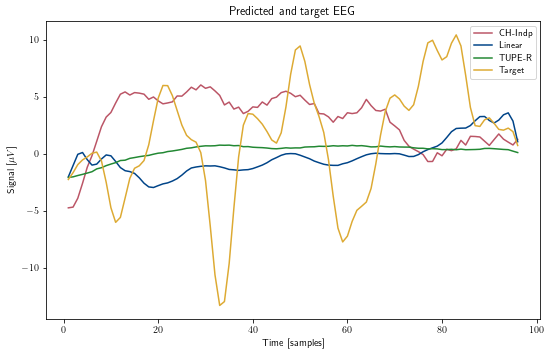 Predicted and target EEG
CH-Indp
Linear
TUPE-R
Target
Signal [μV]
10
5
0
−5
−10
0
20
40
60
80
100
Time [samples]